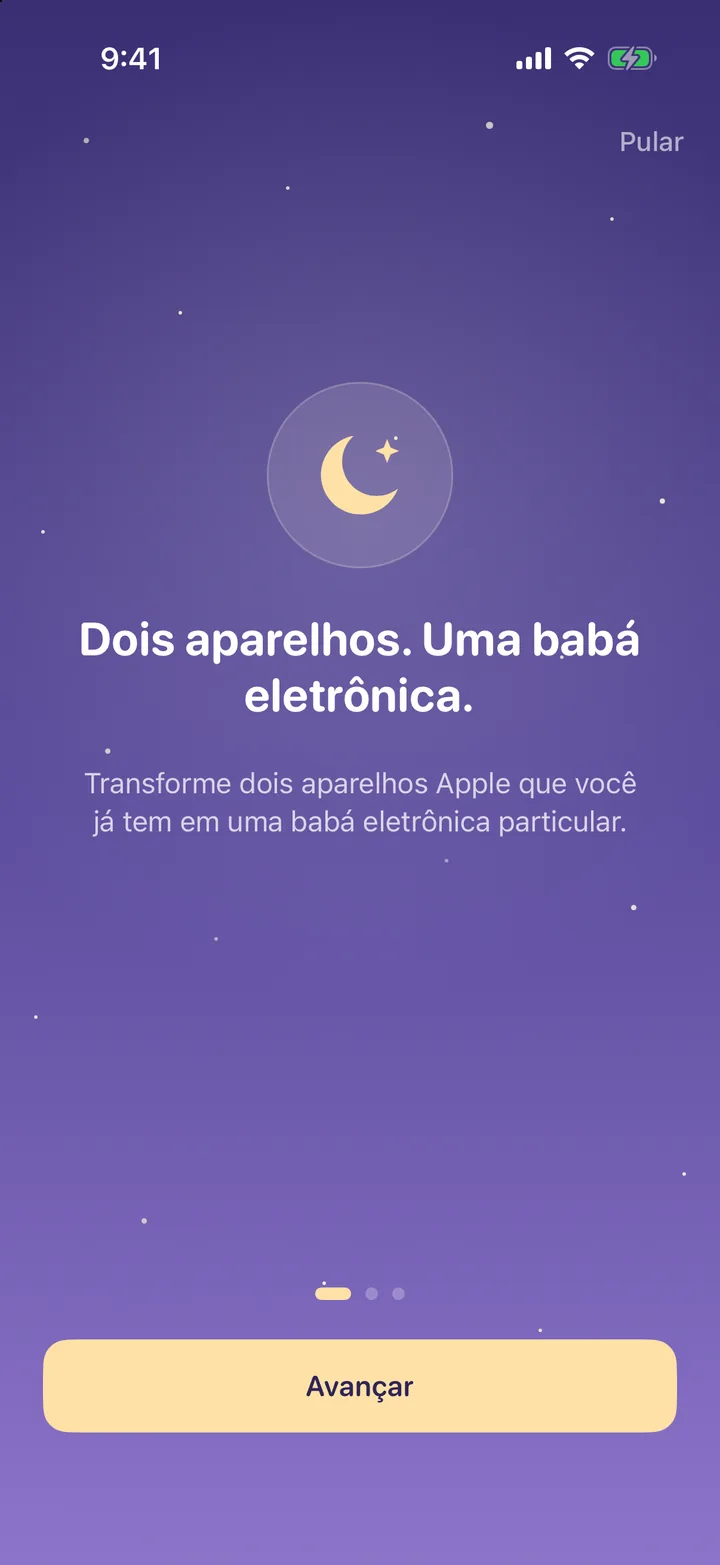 9:41
Pular
Dois aparelhos. Uma babá
eletrônica.
Transforme dois aparelhos Apple que você
já tem em uma babá eletrônica particular.
Avançar